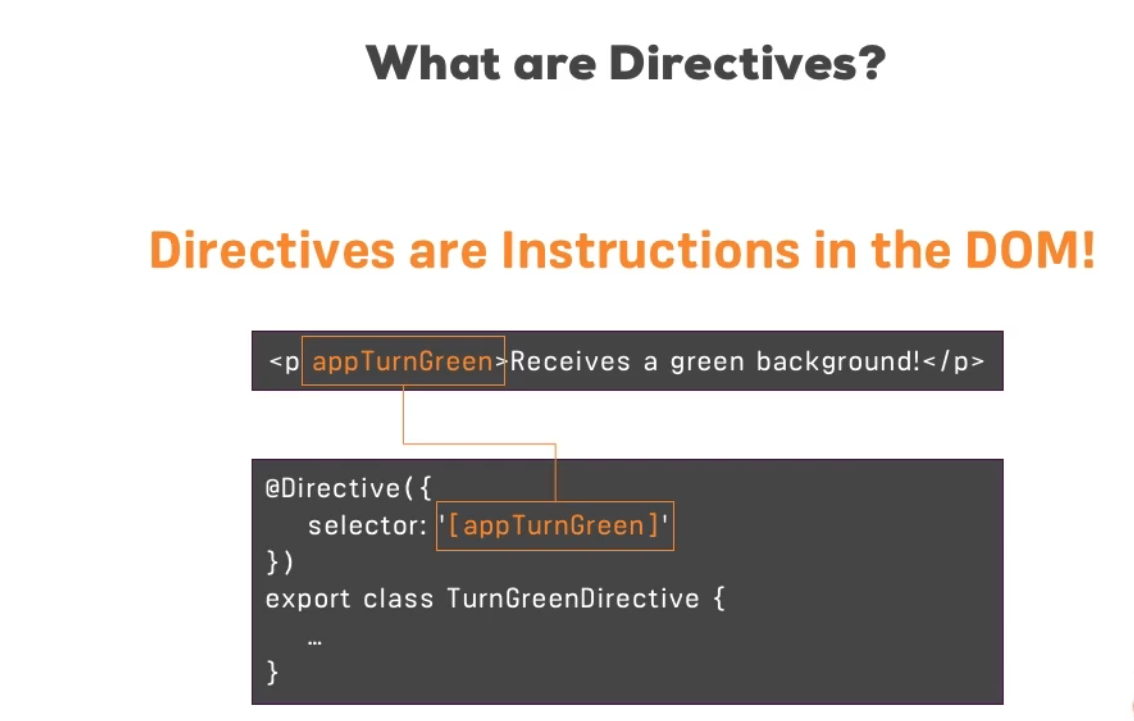 What are Directives?
Directives are Instructions in the DOM!
<p appTurnGreen>Receives a green background!</p>
@Directive({
selector: '[appTurnGreen]'
})
export class TurnGreenDirective {
…
}